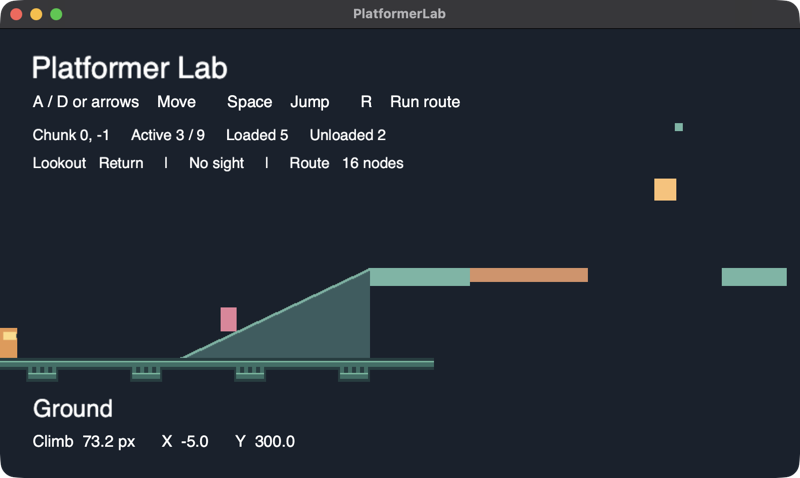 PlatformerLab
Platformer Lab
A / D or arrows Move Space Jump R Run route
Chunk 0, -1 Active 3 / 9 Loaded 5 Unloaded 2
Lookout Return | No sight | Route 16 nodes
Ground
Climb 73.2 px X -5.0 Y 300.0